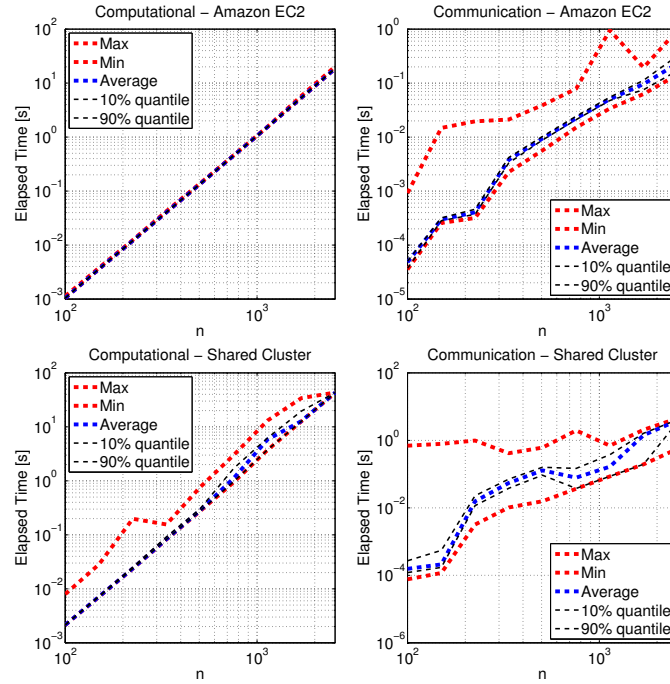 Computational – Amazon EC2
10^2
10^1
10^0
10^-1
10^-2
10^-3
Elapsed Time [s]
Max
Min
Average
10% quantile
90% quantile
10^2
10^3
n
Communication – Amazon EC2
10^0
10^-1
10^-2
10^-3
10^-4
10^-5
Elapsed Time [s]
Max
Min
Average
10% quantile
90% quantile
10^2
10^3
n
Computational – Shared Cluster
10^2
10^1
10^0
10^-1
10^-2
10^-3
Elapsed Time [s]
Max
Min
Average
10% quantile
90% quantile
10^2
10^3
n
Communication – Shared Cluster
10^2
10^0
10^-2
10^-4
10^-6
Elapsed Time [s]
Max
Min
Average
10% quantile
90% quantile
10^2
10^3
n